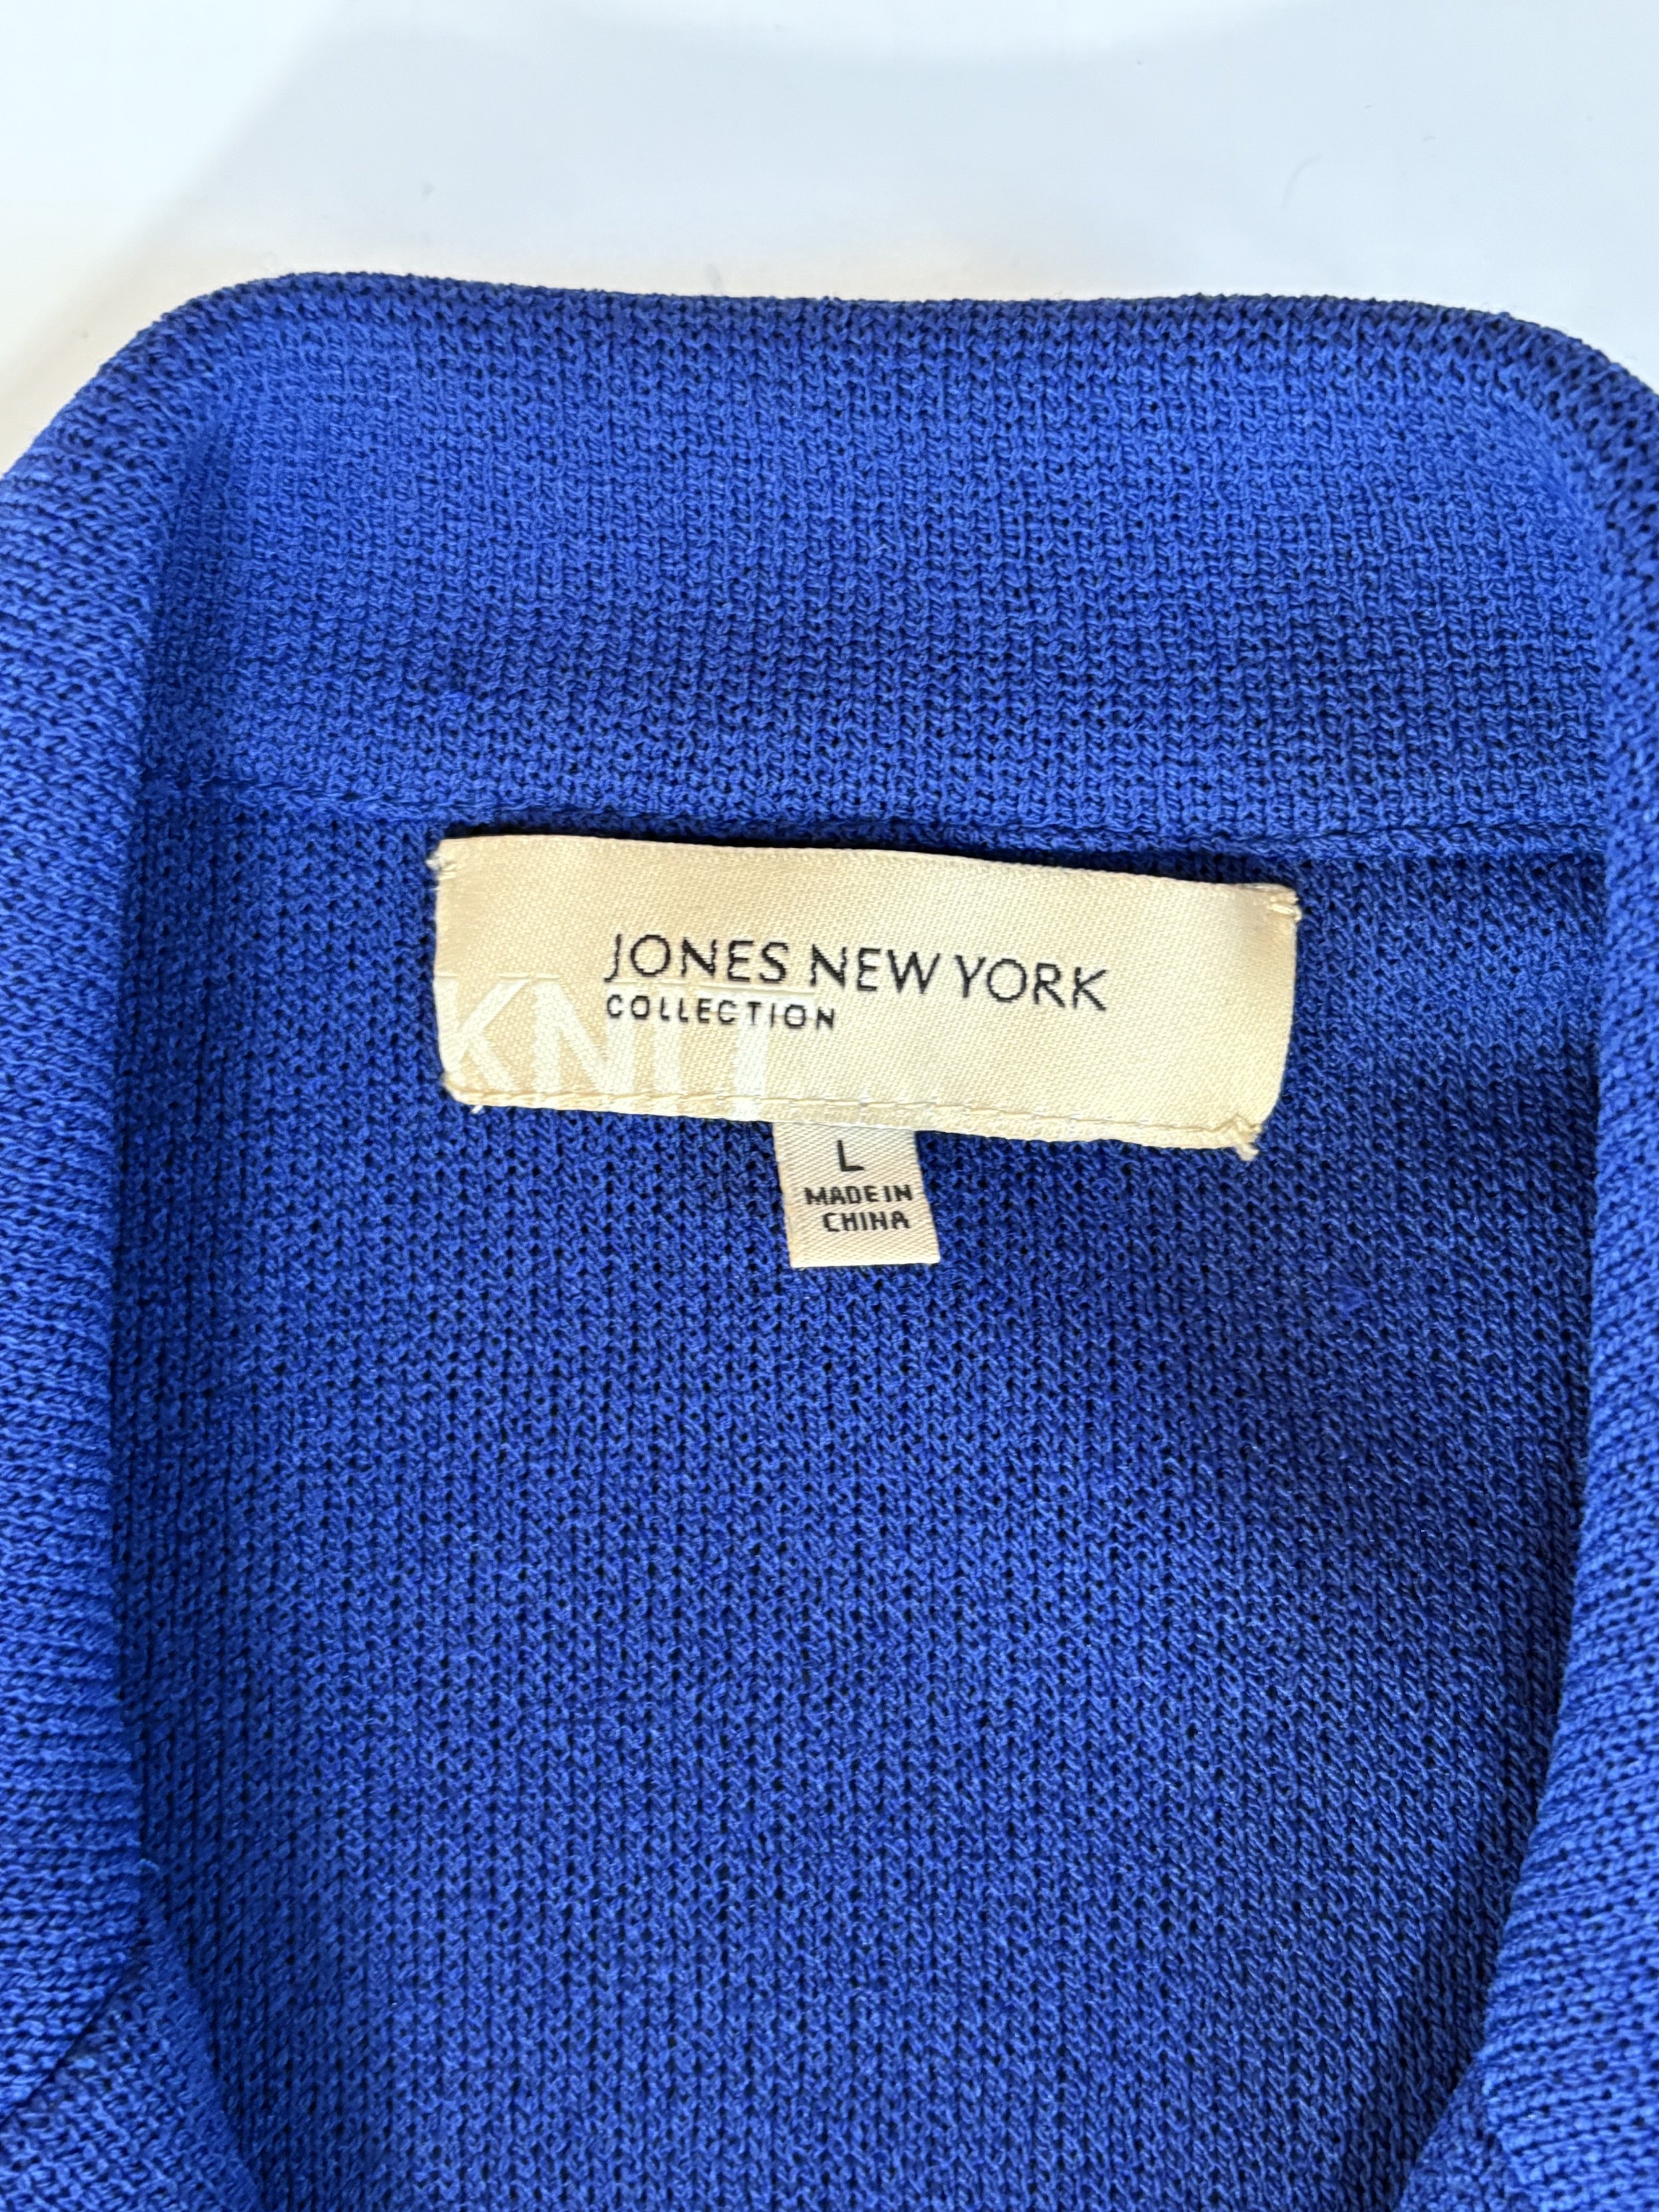 JONES NEW YORK
COLLECTION
KNIT
L
MADE IN
CHINA